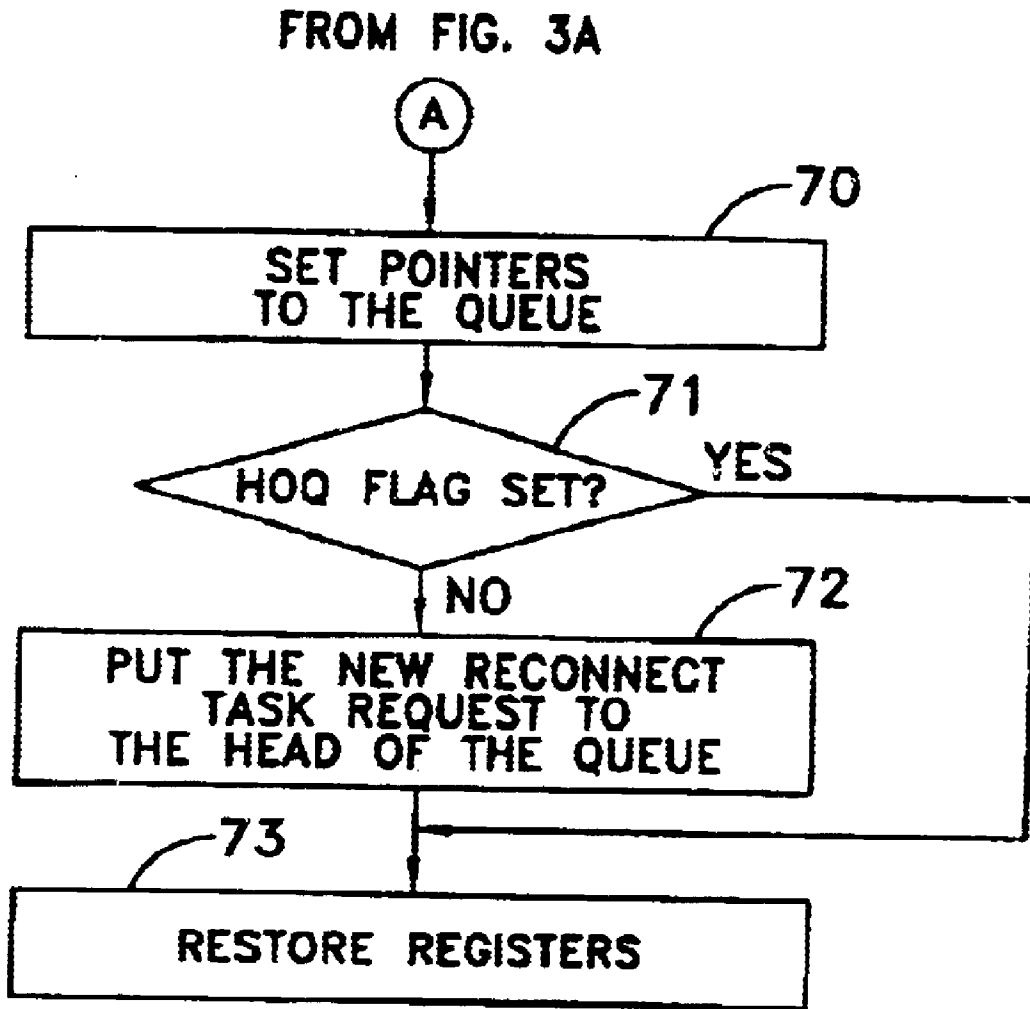 FROM FIG. 3A
A
70
SET POINTERS
TO THE QUEUE
71
HOQ FLAG SET?
YES
NO
72
PUT THE NEW RECONNECT
TASK REQUEST TO
THE HEAD OF THE QUEUE
73
RESTORE REGISTERS